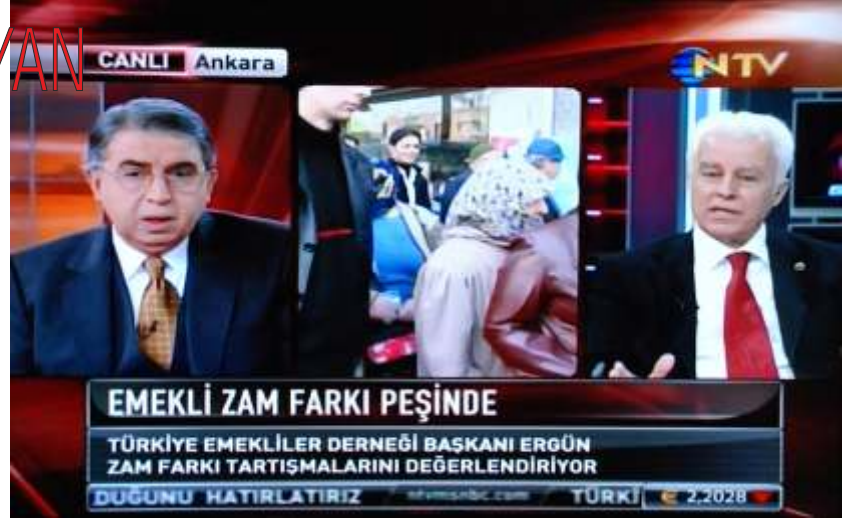 YAN
CANLI Ankara
NTV
EMEKLİ ZAM FARKI PEŞİNDE
TÜRKİYE EMEKLİLER DERNEĞİ BAŞKANI ERGÜN
ZAM FARKI TARTIŞMALARINI DEĞERLENDİRİYOR
DUĞUNU HATIRLATIRIZ ntvmsnbc.com TÜRKİ € 2,2028